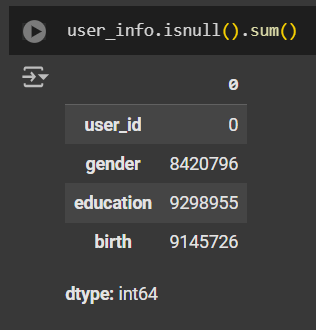 user_info.isnull().sum()
0
user_id 0
gender 8420796
education 9298955
birth 9145726
dtype: int64